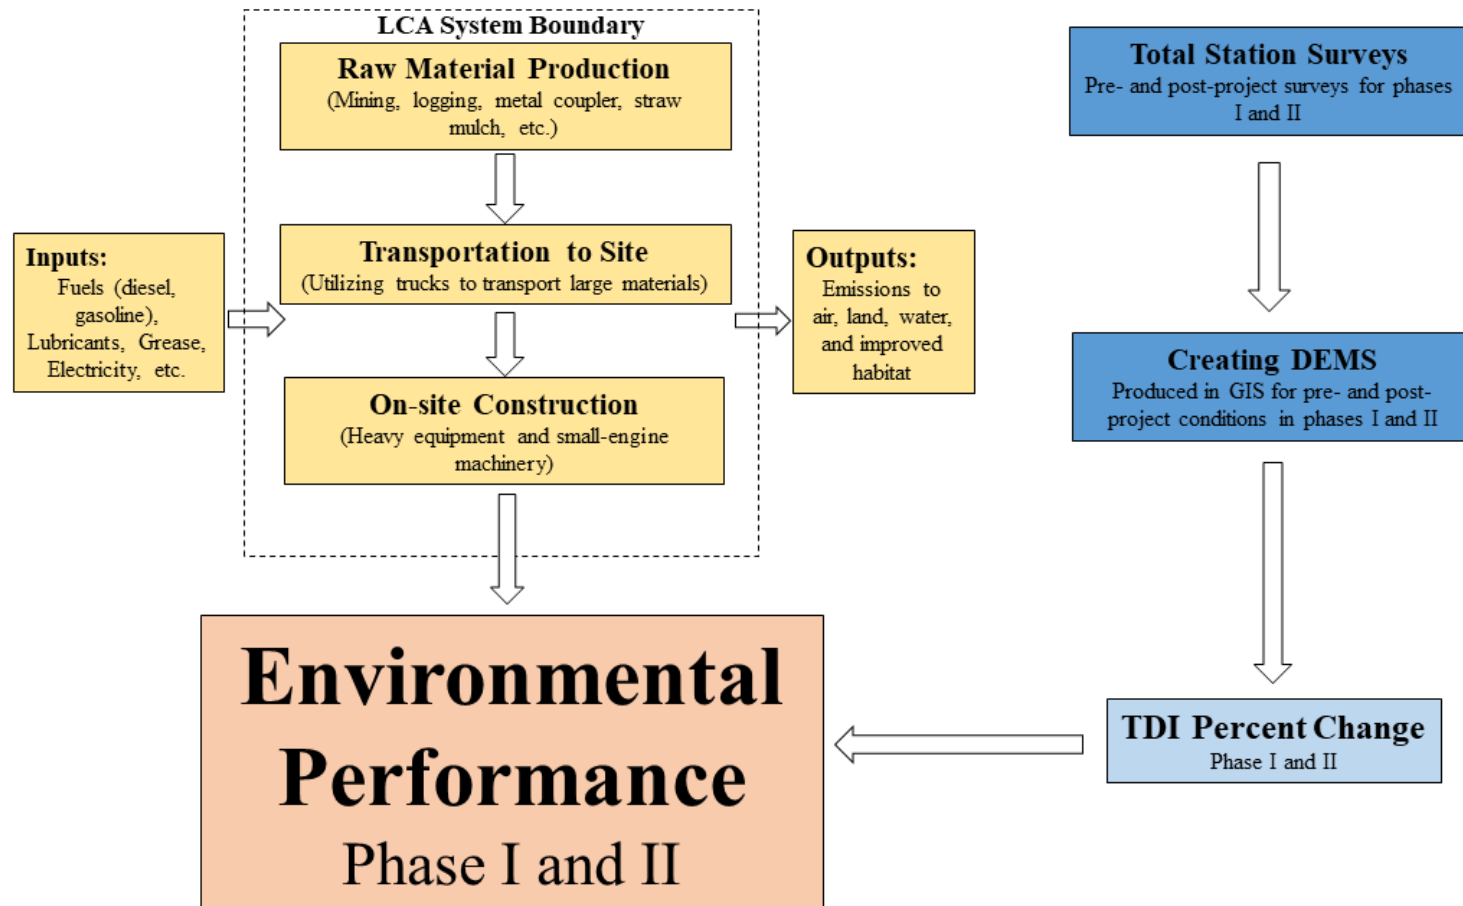 LCA System Boundary
Raw Material Production
(Mining, logging, metal coupler, straw
mulch, etc.)
Transportation to Site
(Utilizing trucks to transport large materials)
On-site Construction
(Heavy equipment and small-engine
machinery)
Inputs:
Fuels (diesel,
gasoline),
Lubricants, Grease,
Electricity, etc.
Outputs:
Emissions to
air, land, water,
and improved
habitat
Environmental
Performance
Phase I and II
Total Station Surveys
Pre- and post-project surveys for phases
I and II
Creating DEMS
Produced in GIS for pre- and post-
project conditions in phases I and II
TDI Percent Change
Phase I and II